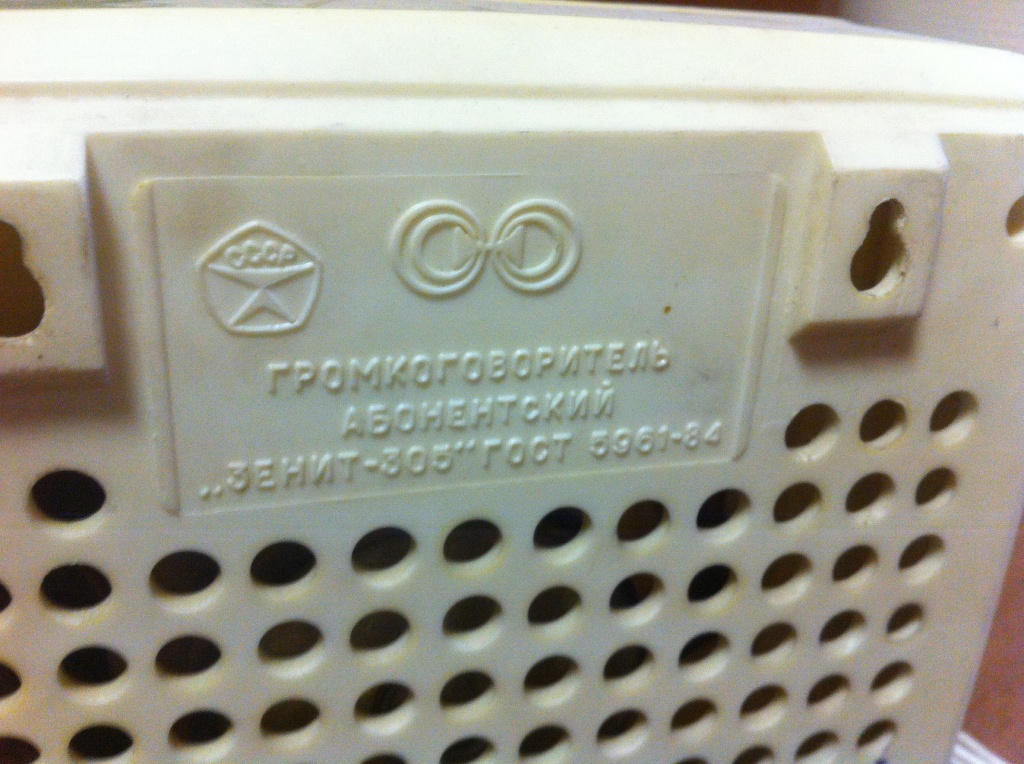 СССР
ГРОМКОГОВОРИТЕЛЬ
АБОНЕНТСКИЙ
„ЗЕНИТ-305" ГОСТ 5961-84